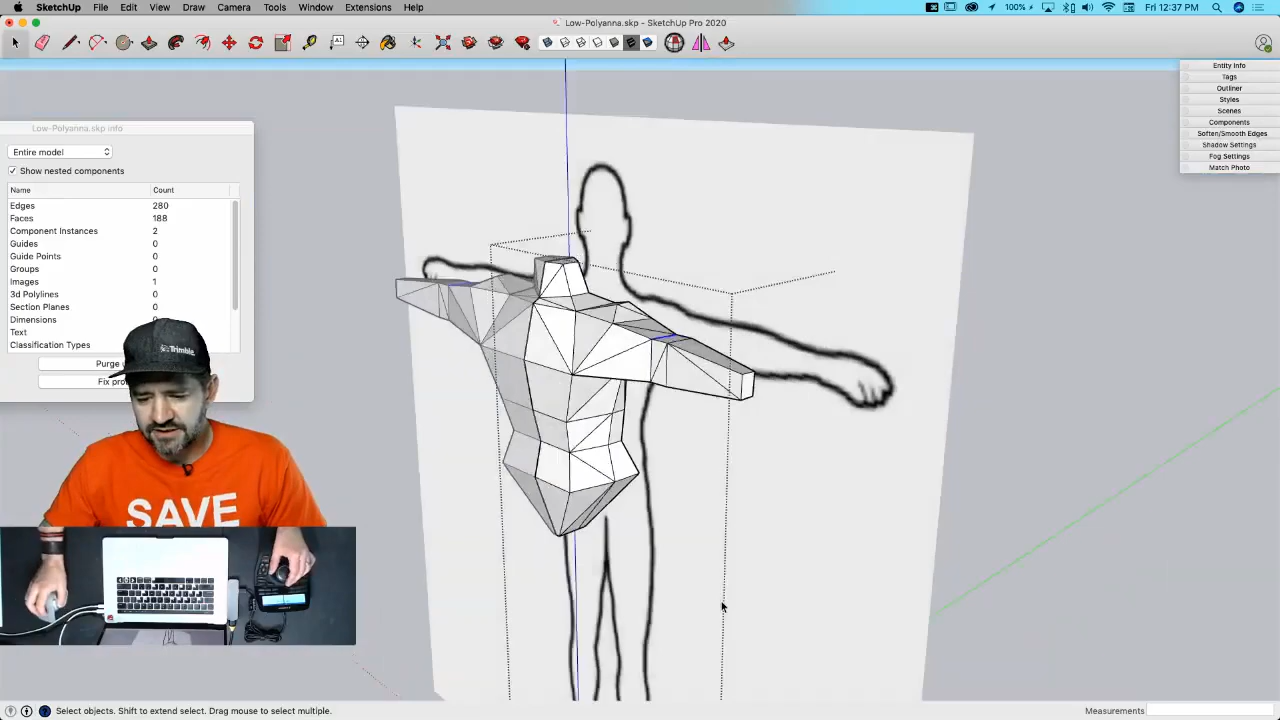 SketchUp File Edit View Draw Camera Tools Window Extensions Help
100% Fri 12:37 PM
Low-Polyanna.skp - SketchUp Pro 2020
Entity Info
Tags
Outliner
Styles
Scenes
Components
Soften/Smooth Edges
Shadow Settings
Fog Settings
Match Photo
Low-Polyanna.skp info
Entire model
Show nested components
Name Count
Edges 280
Faces 188
Component Instances 2
Guides 0
Guide Points 0
Groups 0
Images 1
3d Polylines 0
Section Planes 0
Dimensions 0
Text
Classification Types
Purge
Fix
Trimble
SAVE
Select objects. Shift to extend select. Drag mouse to select multiple.
Measurements